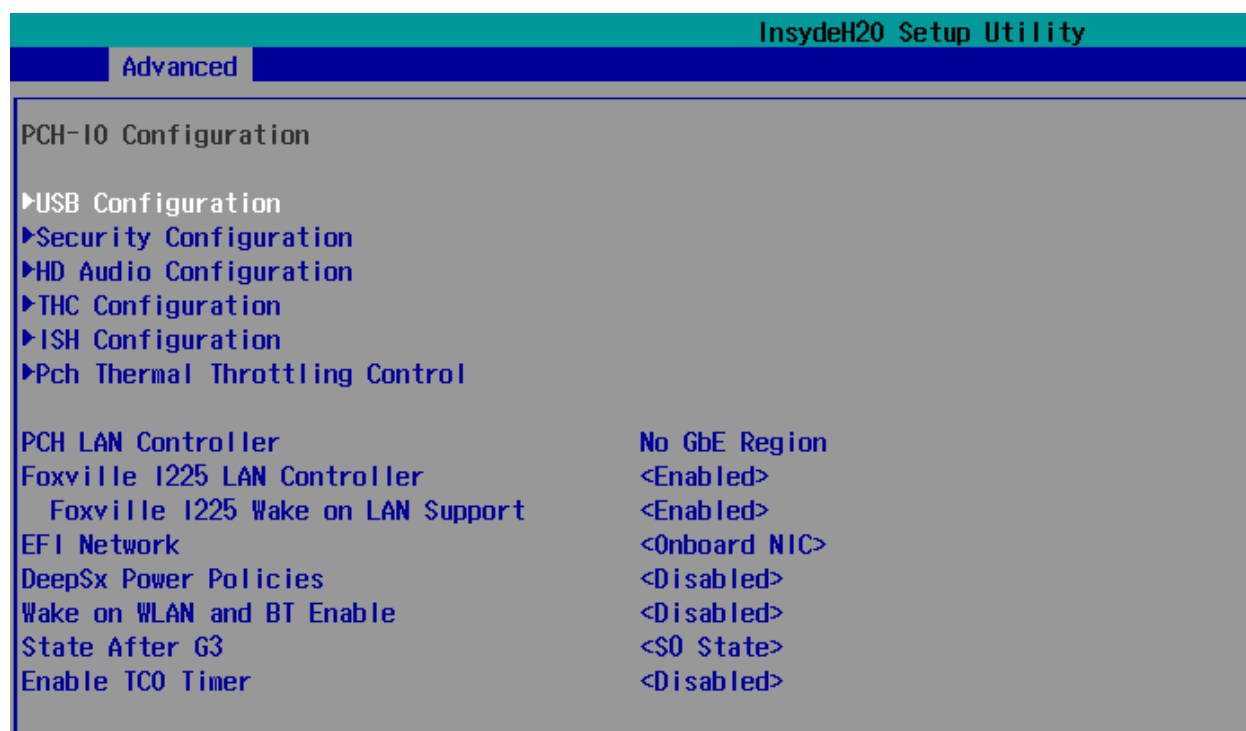 InsydeH20 Setup Utility
Advanced
PCH-IO Configuration
▶USB Configuration
▶Security Configuration
▶HD Audio Configuration
▶THC Configuration
▶ISH Configuration
▶Pch Thermal Throttling Control
PCH LAN Controller No GbE Region
Foxville I225 LAN Controller <Enabled>
Foxville I225 Wake on LAN Support <Enabled>
EFI Network <Onboard NIC>
DeepSx Power Policies <Disabled>
Wake on WLAN and BT Enable <Disabled>
State After G3 <S0 State>
Enable TCO Timer <Disabled>